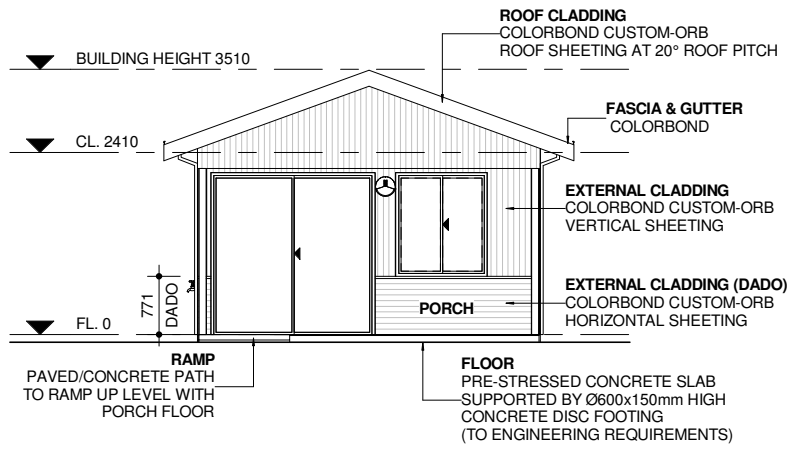 ROOF CLADDING
COLORBOND CUSTOM-ORB
ROOF SHEETING AT 20° ROOF PITCH
BUILDING HEIGHT 3510
FASCIA & GUTTER
COLORBOND
CL. 2410
EXTERNAL CLADDING
COLORBOND CUSTOM-ORB
VERTICAL SHEETING
EXTERNAL CLADDING (DADO)
COLORBOND CUSTOM-ORB
HORIZONTAL SHEETING
771
DADO
PORCH
FL. 0
RAMP
PAVED/CONCRETE PATH
TO RAMP UP LEVEL WITH
PORCH FLOOR
FLOOR
PRE-STRESSED CONCRETE SLAB
SUPPORTED BY Ø600x150mm HIGH
CONCRETE DISC FOOTING
(TO ENGINEERING REQUIREMENTS)